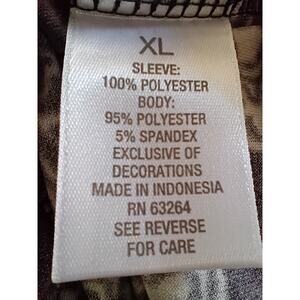 XL
SLEEVE:
100% POLYESTER
BODY:
95% POLYESTER
5% SPANDEX
EXCLUSIVE OF
DECORATIONS
MADE IN INDONESIA
RN 63264
SEE REVERSE
FOR CARE